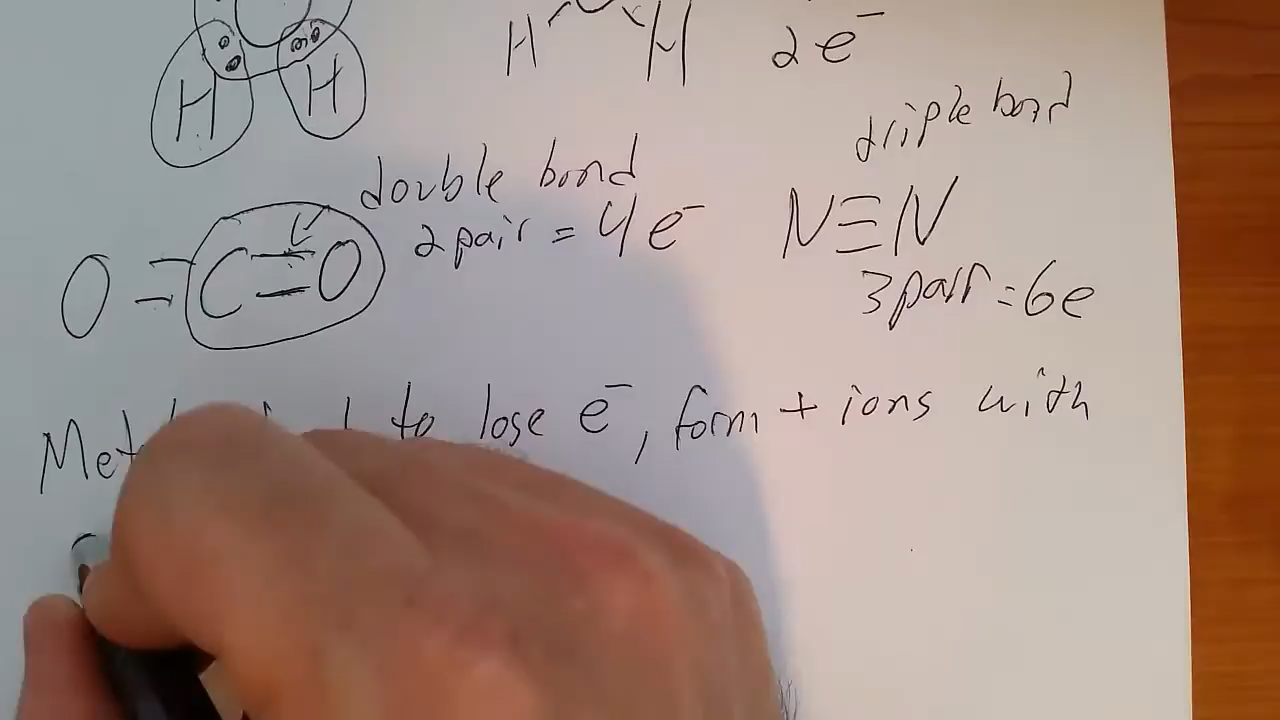 H H
H H 2e⁻
triple bond
double bond
2 pair = 4e⁻
O=C=O
N≡N
3 pair = 6e
to lose e⁻, form + ions with